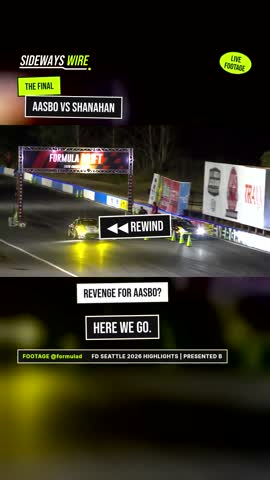 SIDEWAYS WIRE.
LIVE
FOOTAGE
THE FINAL
AASBO VS SHANAHAN
FORMULA DRIFT
REWIND
REVENGE FOR AASBO?
HERE WE GO.
FOOTAGE @formulad FD SEATTLE 2026 HIGHLIGHTS | PRESENTED B